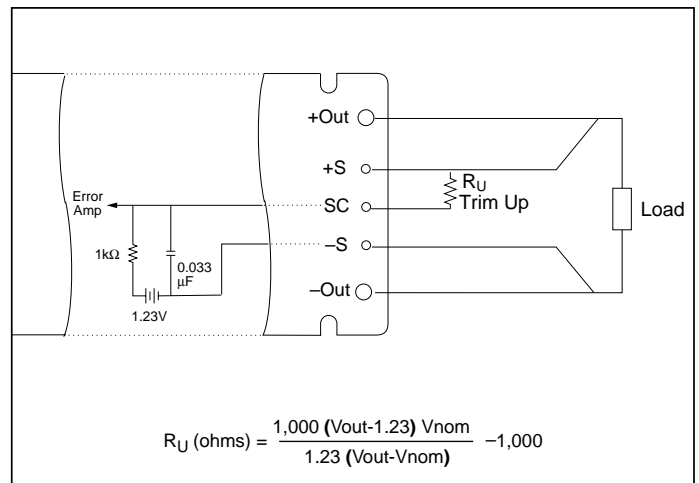 +Out
+S
R_U
Trim Up
Error
Amp
SC
Load
–S
1kΩ
0.033
µF
–Out
1.23V
R_U (ohms) = 1,000 (Vout-1.23) Vnom / 1.23 (Vout-Vnom) –1,000